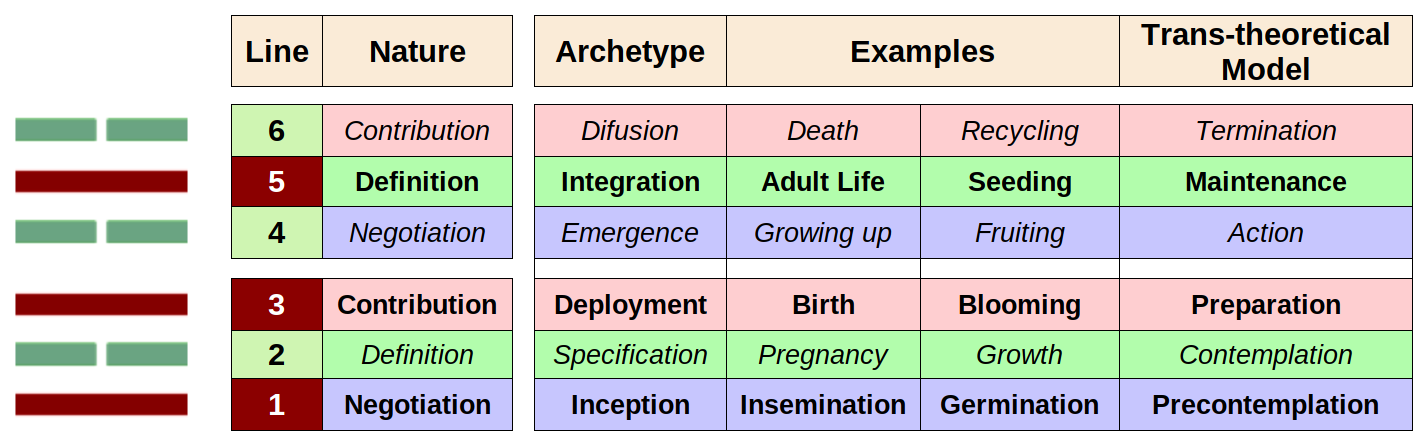 Line Nature Archetype Examples Trans-theoretical
Model
6 Contribution Difusion Death Recycling Termination
5 Definition Integration Adult Life Seeding Maintenance
4 Negotiation Emergence Growing up Fruiting Action
3 Contribution Deployment Birth Blooming Preparation
2 Definition Specification Pregnancy Growth Contemplation
1 Negotiation Inception Insemination Germination Precontemplation